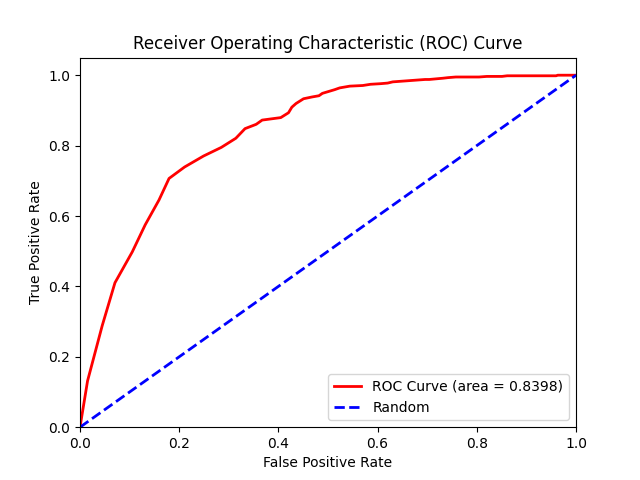 Receiver Operating Characteristic (ROC) Curve
True Positive Rate
1.0
0.8
0.6
0.4
0.2
0.0
ROC Curve (area = 0.8398)
Random
0.0 0.2 0.4 0.6 0.8 1.0
False Positive Rate